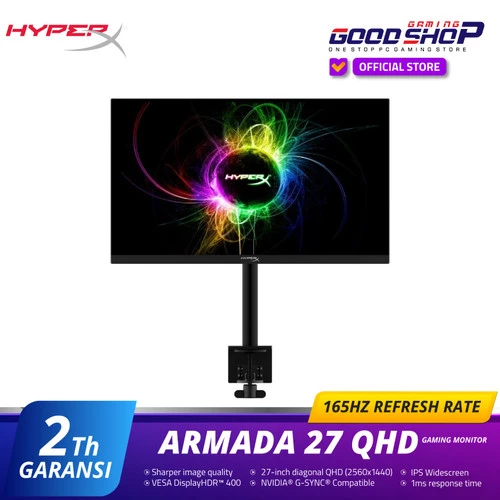 HYPERX
GAMING
GOODSHOP
ONE STOP PC GAMING STORE
OFFICIAL STORE
HYPERX
HYPERX
165HZ REFRESH RATE
2Th
GARANSI
ARMADA 27 QHD GAMING MONITOR
• Sharper image quality
• VESA DisplayHDR™ 400
• 27-inch diagonal QHD (2560x1440)
• NVIDIA® G-SYNC® Compatible
• IPS Widescreen
• 1ms response time